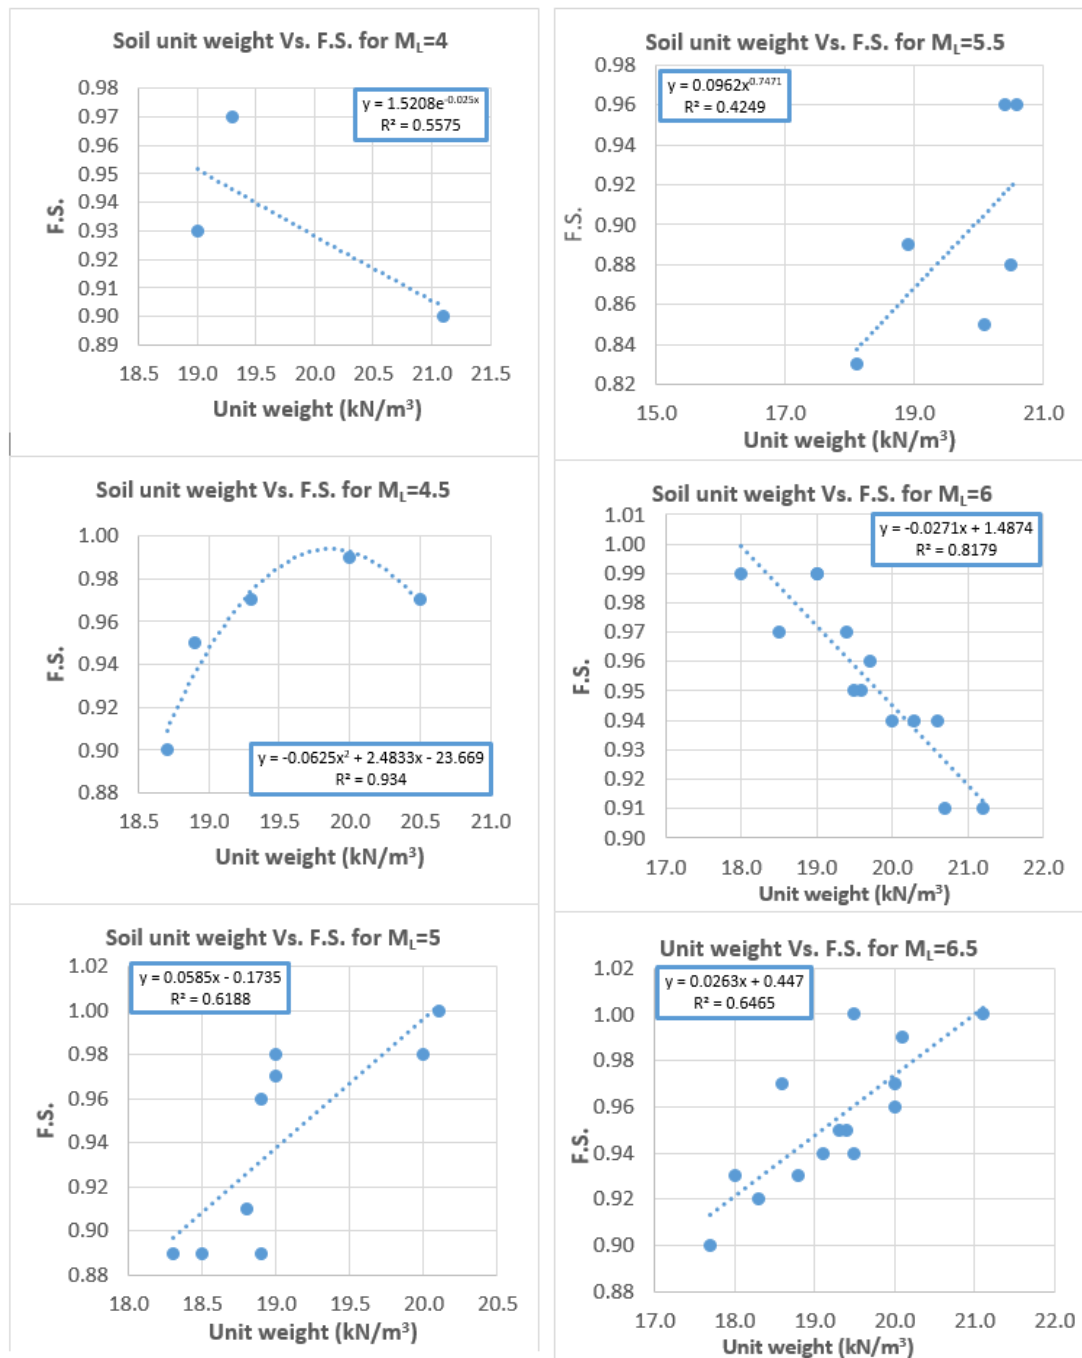 Soil unit weight Vs. F.S. for M_L=4
y = 1.5208e^-0.025x
R² = 0.5575
0.98
0.97
0.96
0.95
0.94
0.93
0.92
0.91
0.90
0.89
F.S.
18.5 19.0 19.5 20.0 20.5 21.0 21.5
Unit weight (kN/m³)
Soil unit weight Vs. F.S. for M_L=5.5
y = 0.0962x^0.7471
R² = 0.4249
0.98
0.96
0.94
0.92
0.90
0.88
0.86
0.84
0.82
F.S.
15.0 17.0 19.0 21.0
Unit weight (kN/m³)
Soil unit weight Vs. F.S. for M_L=4.5
1.00
0.98
0.96
0.94
0.92
0.90
0.88
F.S.
y = -0.0625x² + 2.4833x - 23.669
R² = 0.934
18.5 19.0 19.5 20.0 20.5 21.0
Unit weight (kN/m³)
Soil unit weight Vs. F.S. for M_L=6
y = -0.0271x + 1.4874
R² = 0.8179
1.01
1.00
0.99
0.98
0.97
0.96
0.95
0.94
0.93
0.92
0.91
0.90
F.S.
17.0 18.0 19.0 20.0 21.0 22.0
Unit weight (kN/m³)
Soil unit weight Vs. F.S. for M_L=5
y = 0.0585x - 0.1735
R² = 0.6188
1.02
1.00
0.98
0.96
0.94
0.92
0.90
0.88
F.S.
18.0 18.5 19.0 19.5 20.0 20.5
Unit weight (kN/m³)
Unit weight Vs. F.S. for M_L=6.5
y = 0.0263x + 0.447
R² = 0.6465
1.02
1.00
0.98
0.96
0.94
0.92
0.90
0.88
F.S.
17.0 18.0 19.0 20.0 21.0 22.0
Unit weight (kN/m³)